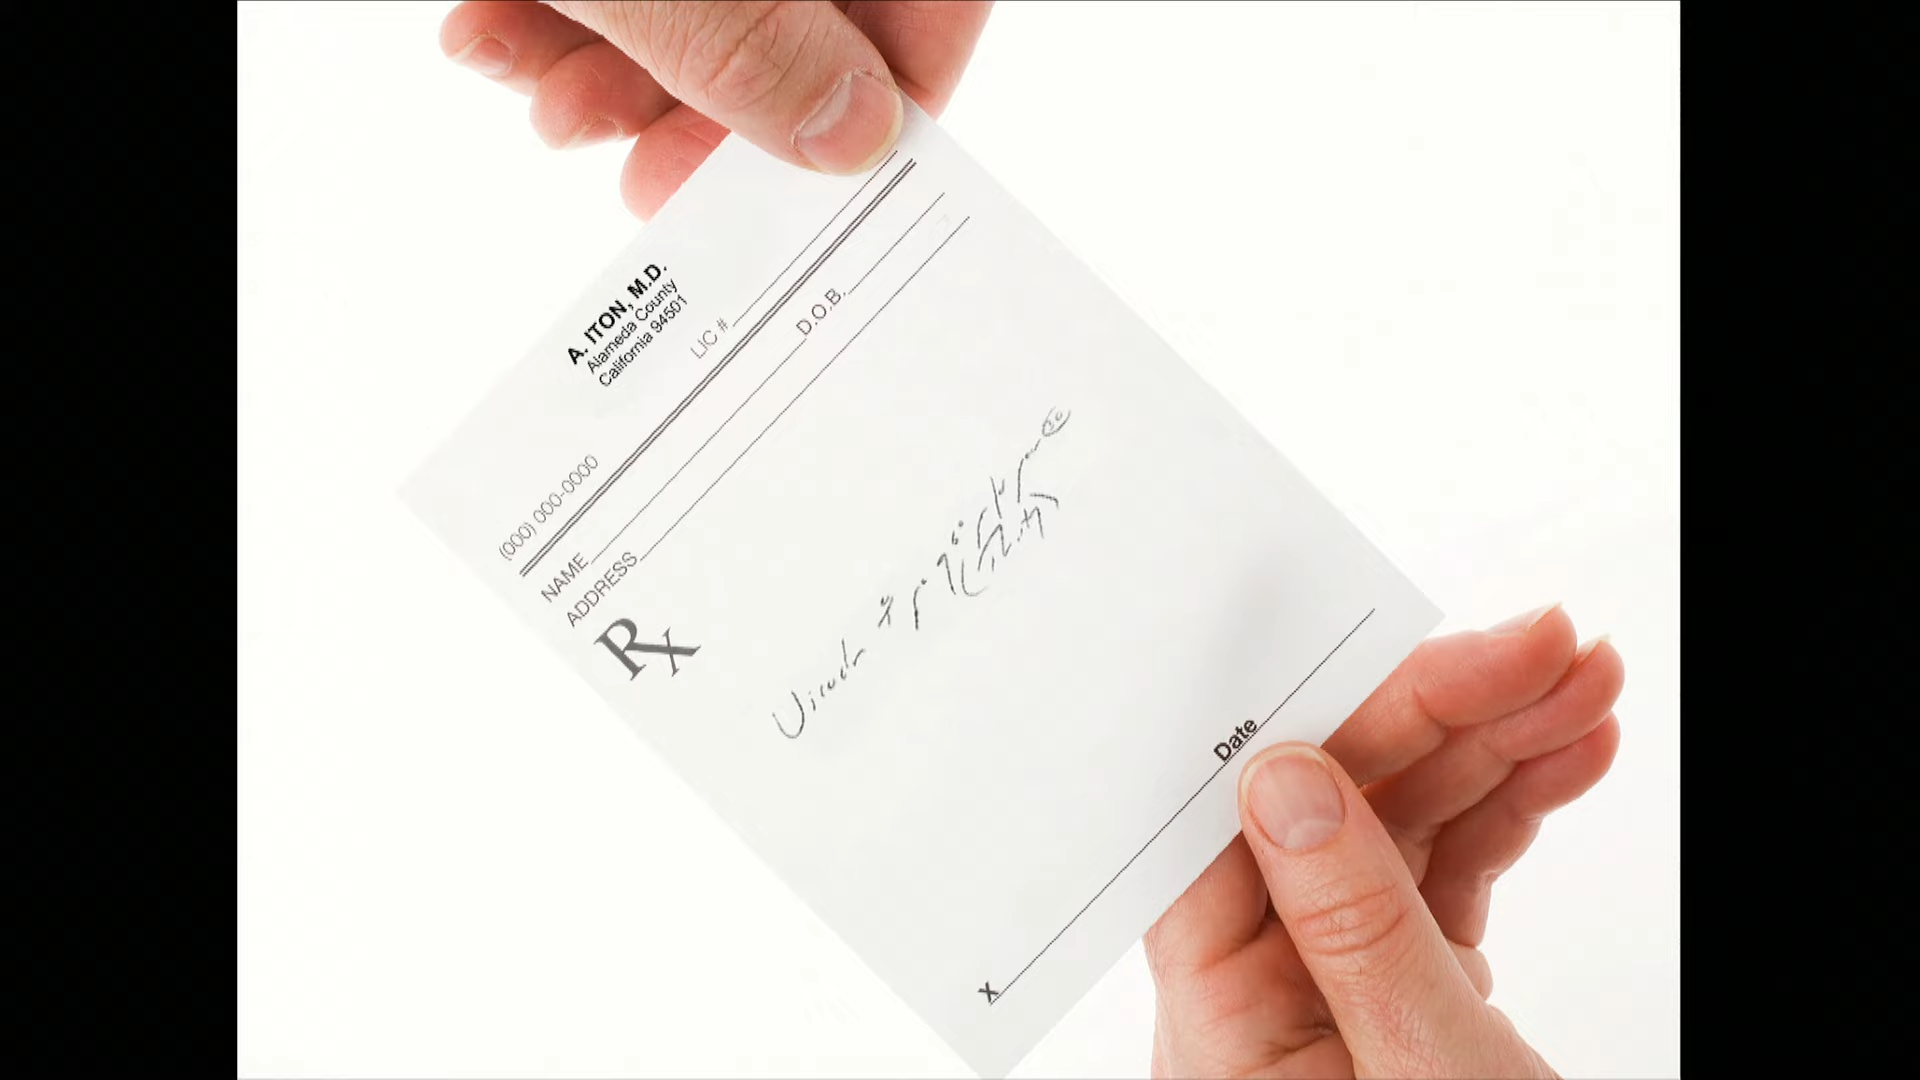 A. ITON, M.D.
Alameda County
California 94501
(000) 000-0000 LIC #
NAME D.O.B.
ADDRESS
Rx
Date
X